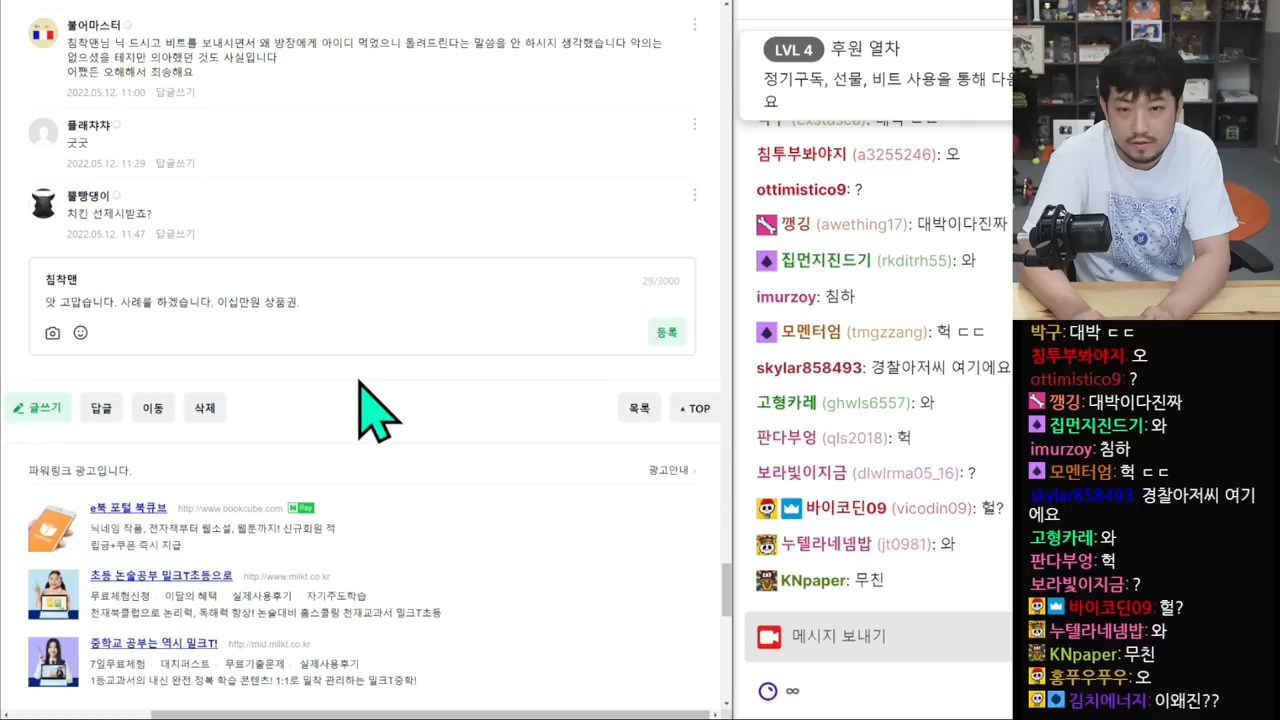 불어마스터
침착맨님 닉 드시고 비트를 보내시면서 왜 방장에게 아이디 먹었으니 돌려드린다는 말씀을 안 하시지 생각했습니다 악의는
없으셨을 테지만 의아했던 것도 사실입니다
어쨌든 오해해서 죄송해요
2022.05.12. 11:00 답글쓰기
플래챠챠
굿굿
2022.05.12. 11:29 답글쓰기
뿔빵댕이
치킨 선제시받죠?
2022.05.12. 11:47 답글쓰기
침착맨
29/3000
앗 고맙습니다. 사례를 하겠습니다. 이십만원 상품권.
등록
글쓰기 답글 이동 삭제 목록 ▲ TOP
파워링크 광고입니다. 광고안내 ›
e북 포털 북큐브 http://www.bookcube.com N Pay
닉네임 작품, 전자책부터 웹소설, 웹툰까지! 신규회원 적
립금+쿠폰 즉시 지급
초등 논술공부 밀크T초등으로 http://www.milkt.co.kr
무료체험신청 · 이달의 혜택 · 실제사용후기 · 자기주도학습
전재북클럽으로 논리력, 독해력 향상! 논술대비 홈스쿨링 천재교과서 밀크T초등
중학교 공부는 역시 밀크T! http://mid.milkt.co.kr
7일무료체험 · 대치퍼스트 · 무료기출문제 · 실제사용후기
1등교과서의 내신 완전 정복 학습 콘텐츠! 1:1로 밀착 관리하는 밀크T중학!
LVL 4 후원 열차
정기구독, 선물, 비트 사용을 통해 다음
요
침투부봐야지 (a3255246): 오
ottimistico9: ?
깽깅 (awething17): 대박이다진짜
집먼지진드기 (rkditrh55): 와
imurzoy: 침하
모멘터엄 (tmgzzang): 헉 ㄷㄷ
skylar858493: 경찰아저씨 여기에요
고형카레 (ghwls6557): 와
판다부엉 (qls2018): 헉
보라빛이지금 (dlwlrma05_16): ?
바이코딘09 (vicodin09): 헐?
누텔라네넴밥 (jt0981): 와
KNpaper: 무친
메시지 보내기
∞
박구: 대박 ㄷㄷ
침투부봐야지: 오
ottimistico9: ?
깽깅: 대박이다진짜
집먼지진드기: 와
imurzoy: 침하
모멘터엄: 헉 ㄷㄷ
skylar858493: 경찰아저씨 여기
에요
고형카레: 와
판다부엉: 헉
보라빛이지금: ?
바이코딘09: 헐?
누텔라네넴밥: 와
KNpaper: 무친
홍푸우푸우: 오
김치에너지: 이왜진??